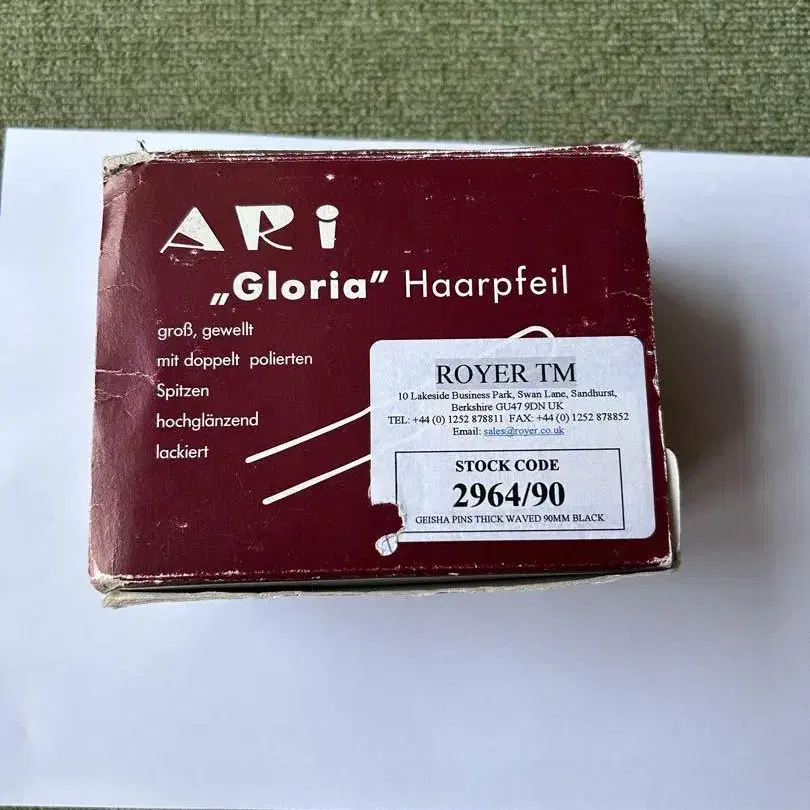 ARi
„Gloria” Haarpfeil
groß, gewellt
mit doppelt polierten
Spitzen
hochglänzend
lackiert
ROYER TM
10 Lakeside Business Park, Swan Lane, Sandhurst,
Berkshire GU47 9DN UK
TEL: +44 (0) 1252 878811 FAX: +44 (0) 1252 878852
Email: sales@royer.co.uk
STOCK CODE
2964/90
GEISHA PINS THICK WAVED 90MM BLACK